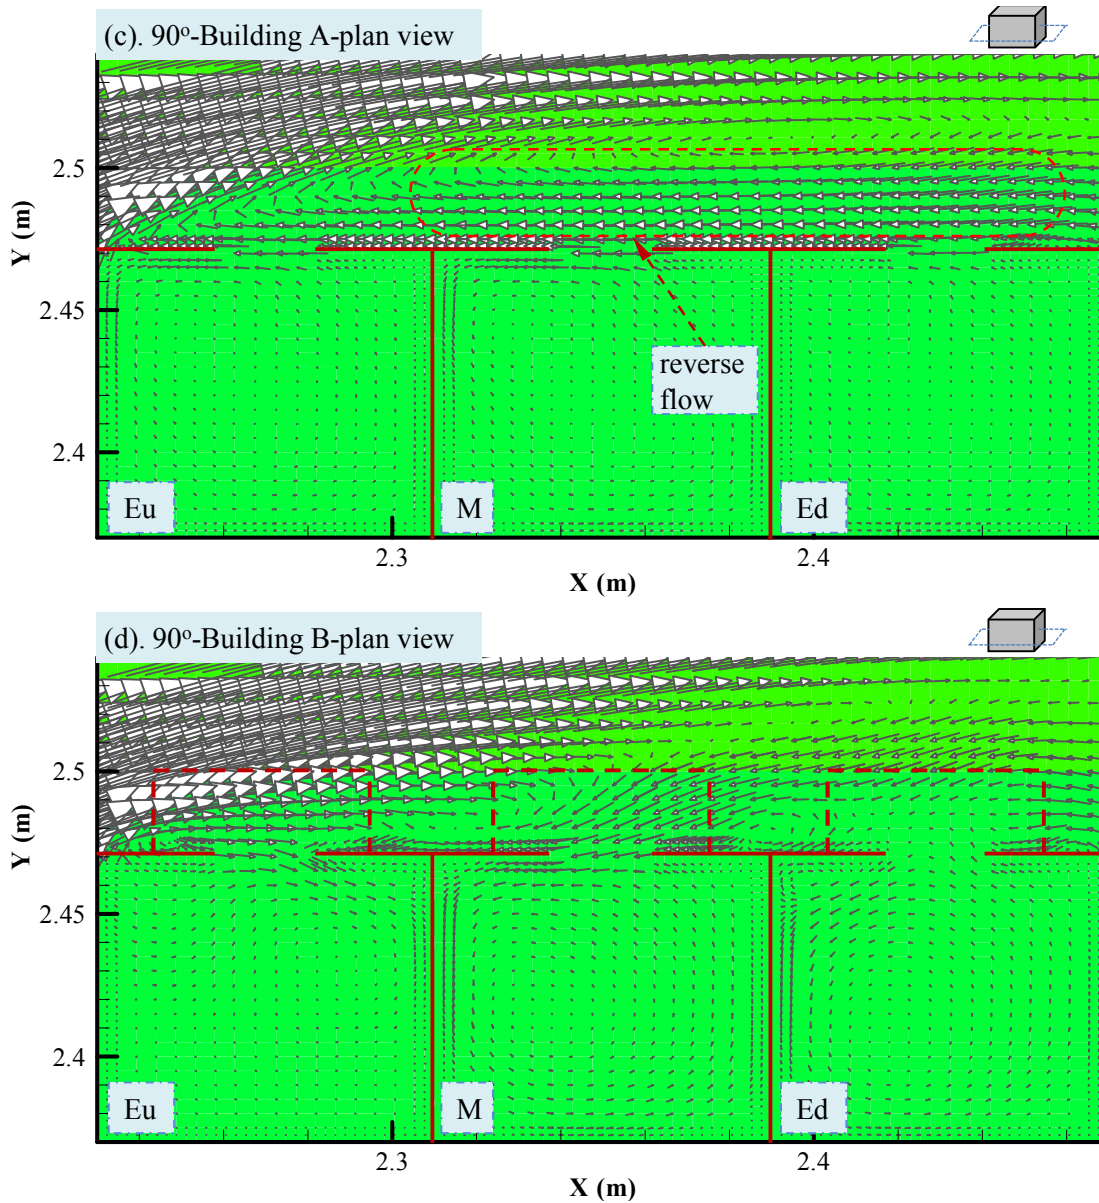 (c). 90°-Building A-plan view
2.5
2.45
2.4
Y (m)
reverse
flow
Eu
M
Ed
2.3
2.4
X (m)
(d). 90°-Building B-plan view
2.5
2.45
2.4
Y (m)
Eu
M
Ed
2.3
2.4
X (m)